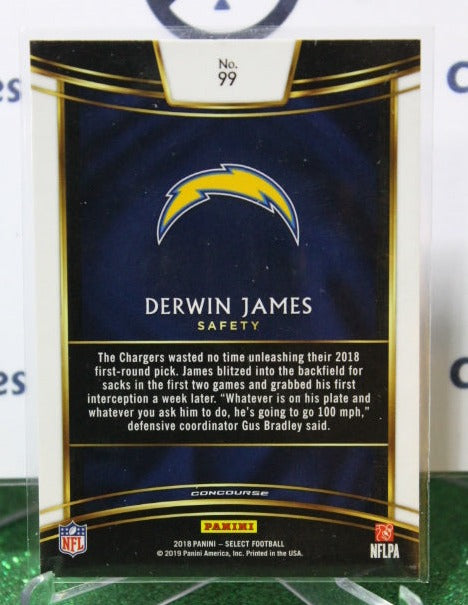 No.
99
DERWIN JAMES
SAFETY
The Chargers wasted no time unleashing their 2018
first-round pick. James blitzed into the backfield for
sacks in the first two games and grabbed his first
interception a week later. “Whatever is on his plate and
whatever you ask him to do, he's going to go 100 mph,”
defensive coordinator Gus Bradley said.
CONCOURSE
PANINI
NFL
NFLPA
2018 PANINI – SELECT FOOTBALL
© 2019 Panini America, Inc. Printed in the USA.